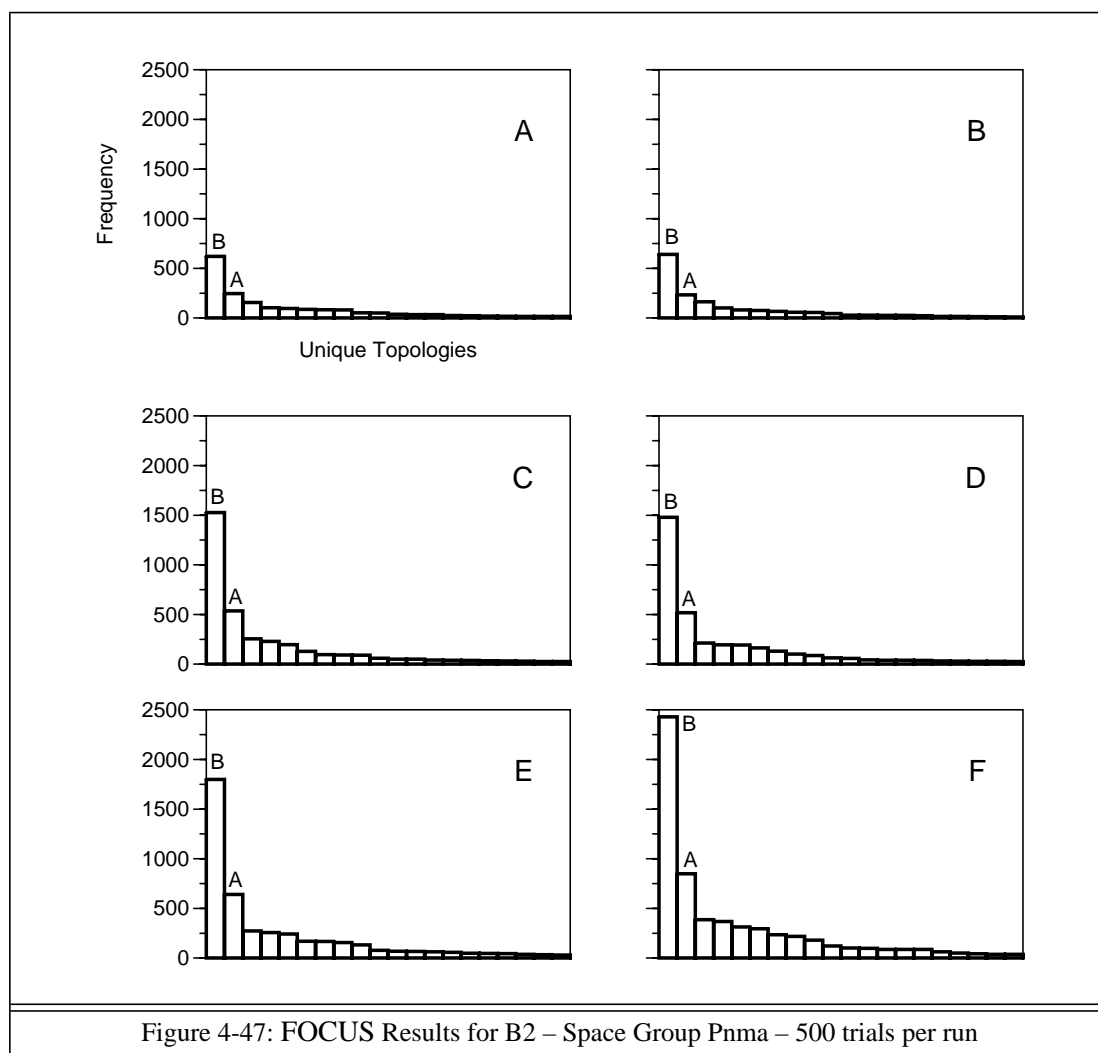 2500
2000
1500
1000
500
0
Frequency
B
A
A
Unique Topologies
B
A
B
2500
2000
1500
1000
500
0
B
A
C
B
A
D
2500
2000
1500
1000
500
0
B
A
E
B
A
F
Figure 4-47: FOCUS Results for B2 – Space Group Pnma – 500 trials per run